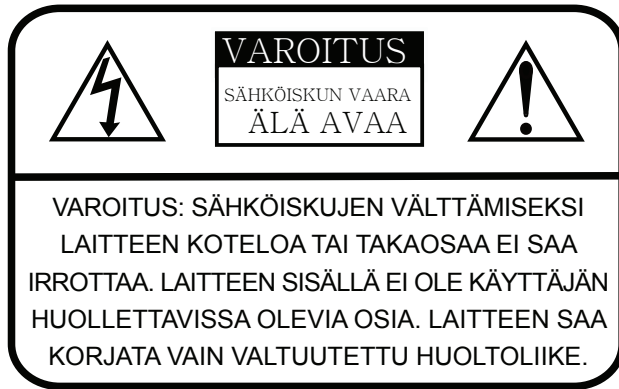 VAROITUS
SÄHKÖISKUN VAARA
ÄLÄ AVAA
VAROITUS: SÄHKÖISKUJEN VÄLTTÄMISEKSI
LAITTEEN KOTELOA TAI TAKAOSAA EI SAA
IRROTTAA. LAITTEEN SISÄLLÄ EI OLE KÄYTTÄJÄN
HUOLLETTAVISSA OLEVIA OSIA. LAITTEEN SAA
KORJATA VAIN VALTUUTETTU HUOLTOLIIKE.